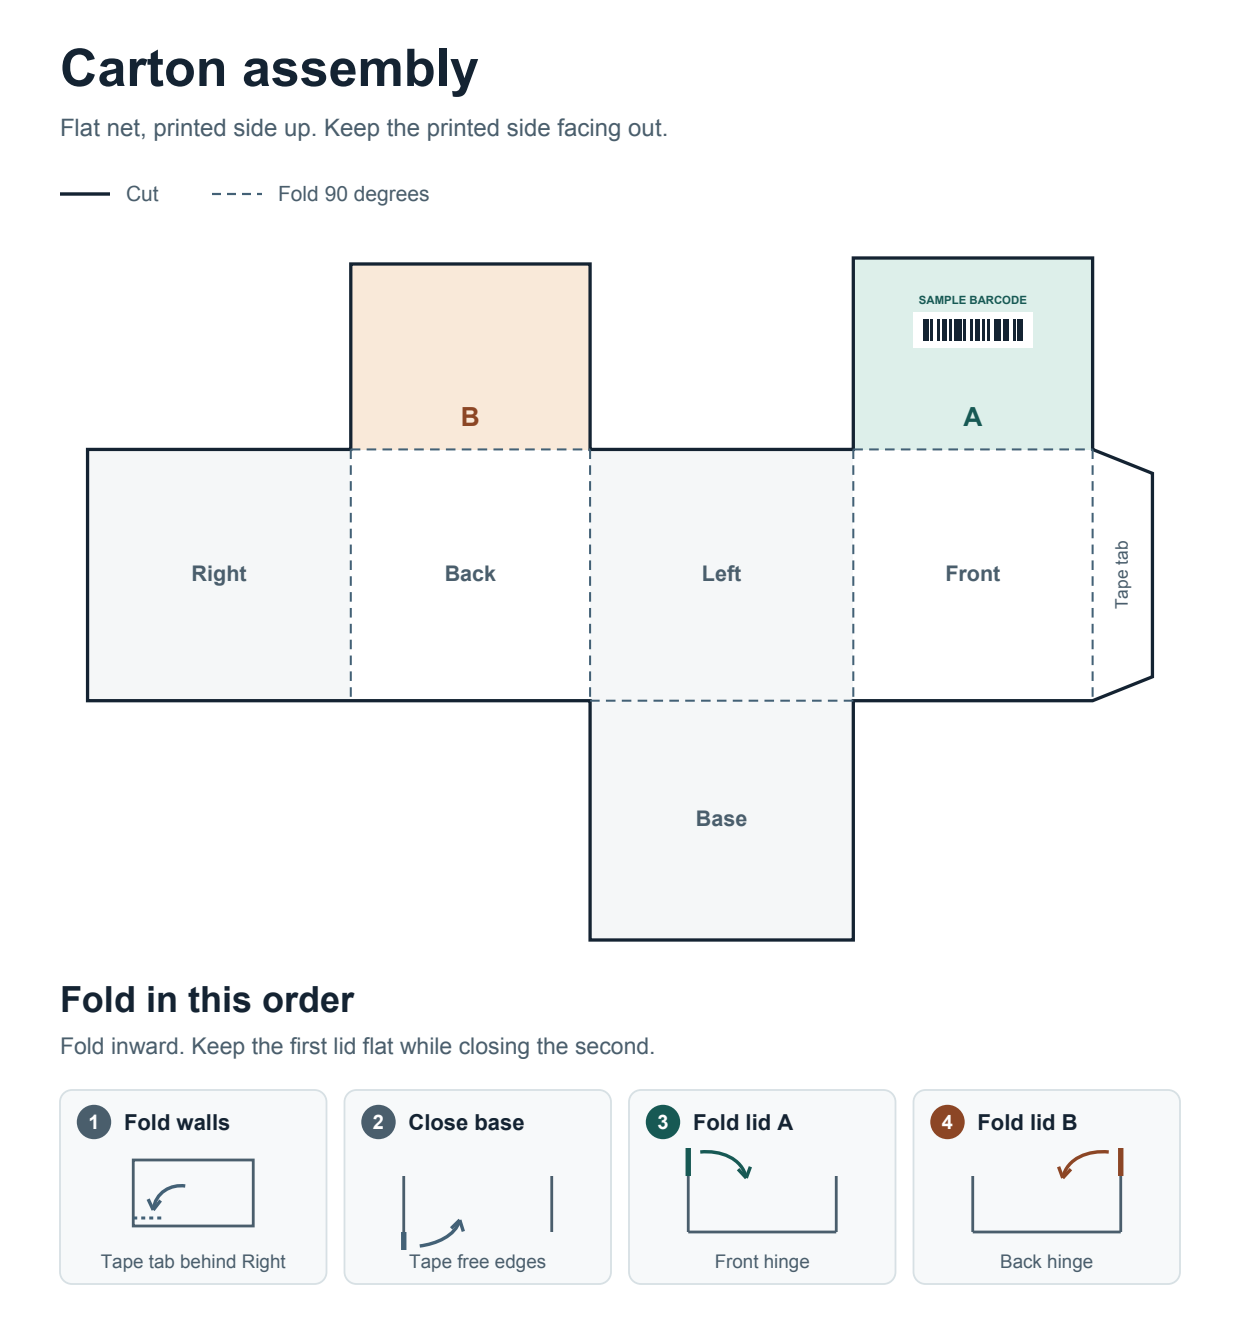 Carton assembly
Flat net, printed side up. Keep the printed side facing out.
Cut
Fold 90 degrees
SAMPLE BARCODE
B
A
Right
Back
Left
Front
Tape tab
Base
Fold in this order
Fold inward. Keep the first lid flat while closing the second.
1 Fold walls
Tape tab behind Right
2 Close base
Tape free edges
3 Fold lid A
Front hinge
4 Fold lid B
Back hinge